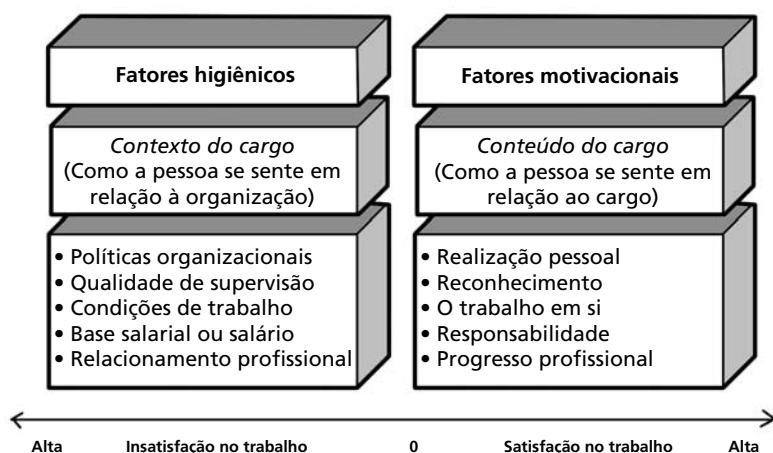 Fatores higiênicos
Contexto do cargo
(Como a pessoa se sente em
relação à organização)
• Políticas organizacionais
• Qualidade de supervisão
• Condições de trabalho
• Base salarial ou salário
• Relacionamento profissional
Fatores motivacionais
Conteúdo do cargo
(Como a pessoa se sente em
relação ao cargo)
• Realização pessoal
• Reconhecimento
• O trabalho em si
• Responsabilidade
• Progresso profissional
Alta Insatisfação no trabalho 0 Satisfação no trabalho Alta